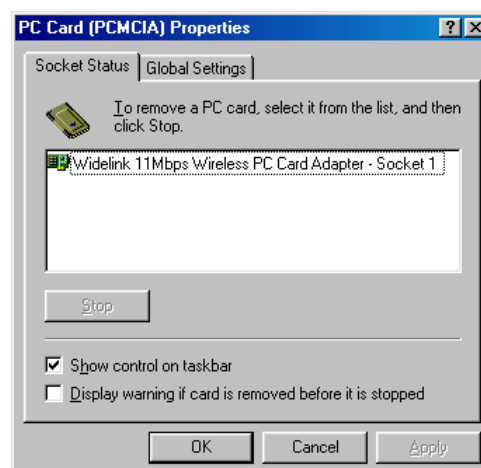 PC Card (PCMCIA) Properties
Socket Status
Global Settings
To remove a PC card, select it from the list, and then
click Stop.
Widelink 11Mbps Wireless PC Card Adapter - Socket 1
Stop
Show control on taskbar
Display warning if card is removed before it is stopped
OK
Cancel
Apply